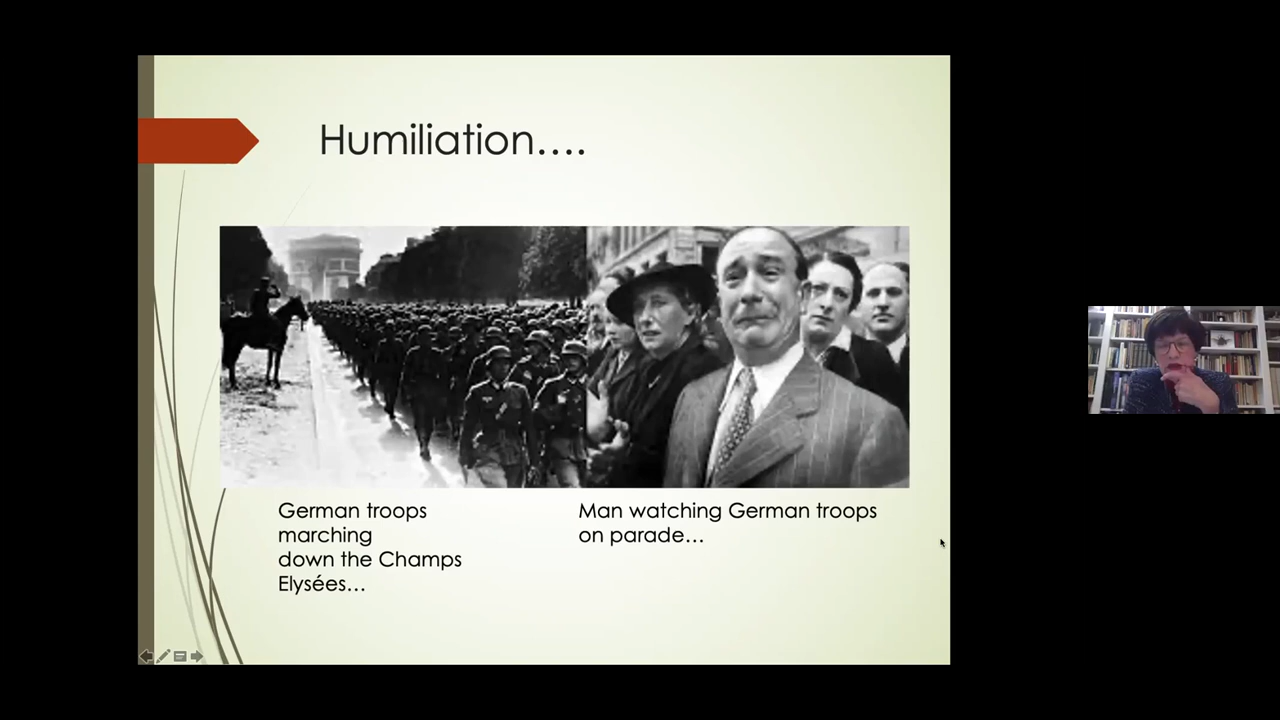 Humiliation....
German troops
marching
down the Champs
Elysées...
Man watching German troops
on parade...